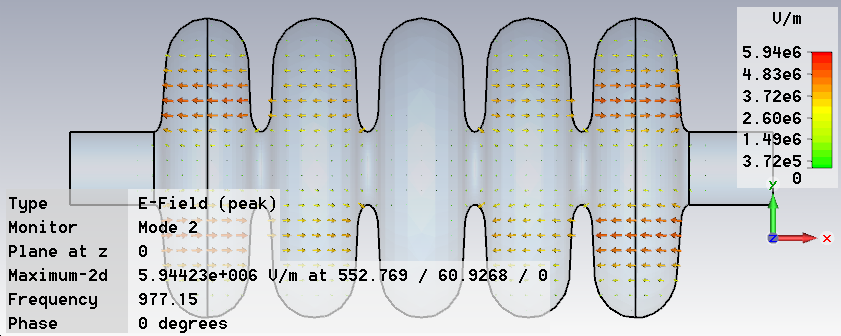 V/m
5.94e6
4.83e6
3.72e6
2.60e6
1.49e6
3.72e5
0
Y
Z X
Type E-Field (peak)
Monitor Mode 2
Plane at z 0
Maximum-2d 5.94423e+006 V/m at 552.769 / 60.9268 / 0
Frequency 977.15
Phase 0 degrees